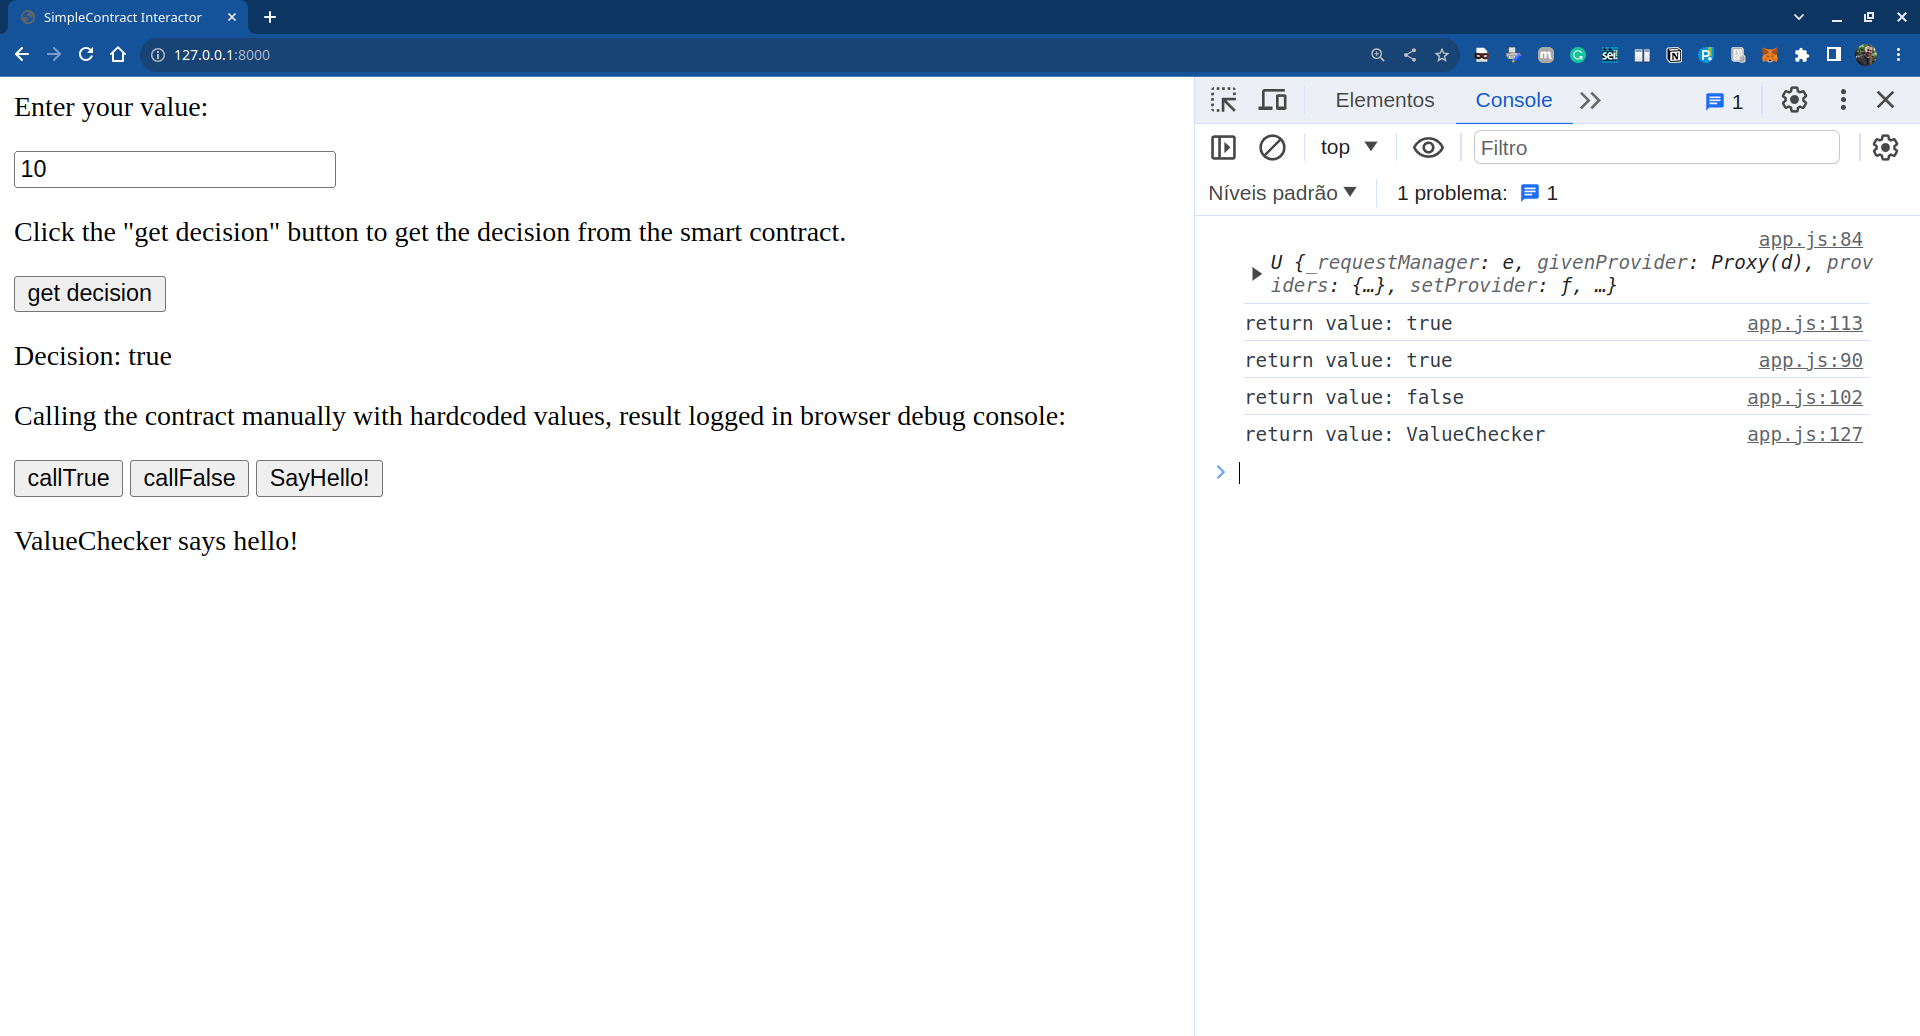 SimpleContract Interactor
127.0.0.1:8000
Enter your value:
10
Click the "get decision" button to get the decision from the smart contract.
get decision
Decision: true
Calling the contract manually with hardcoded values, result logged in browser debug console:
callTrue callFalse SayHello!
ValueChecker says hello!
Elementos Console 1
top Filtro
Níveis padrão 1 problema: 1
app.js:84
U {_requestManager: e, givenProvider: Proxy(d), prov
iders: {…}, setProvider: ƒ, …}
return value: true app.js:113
return value: true app.js:90
return value: false app.js:102
return value: ValueChecker app.js:127